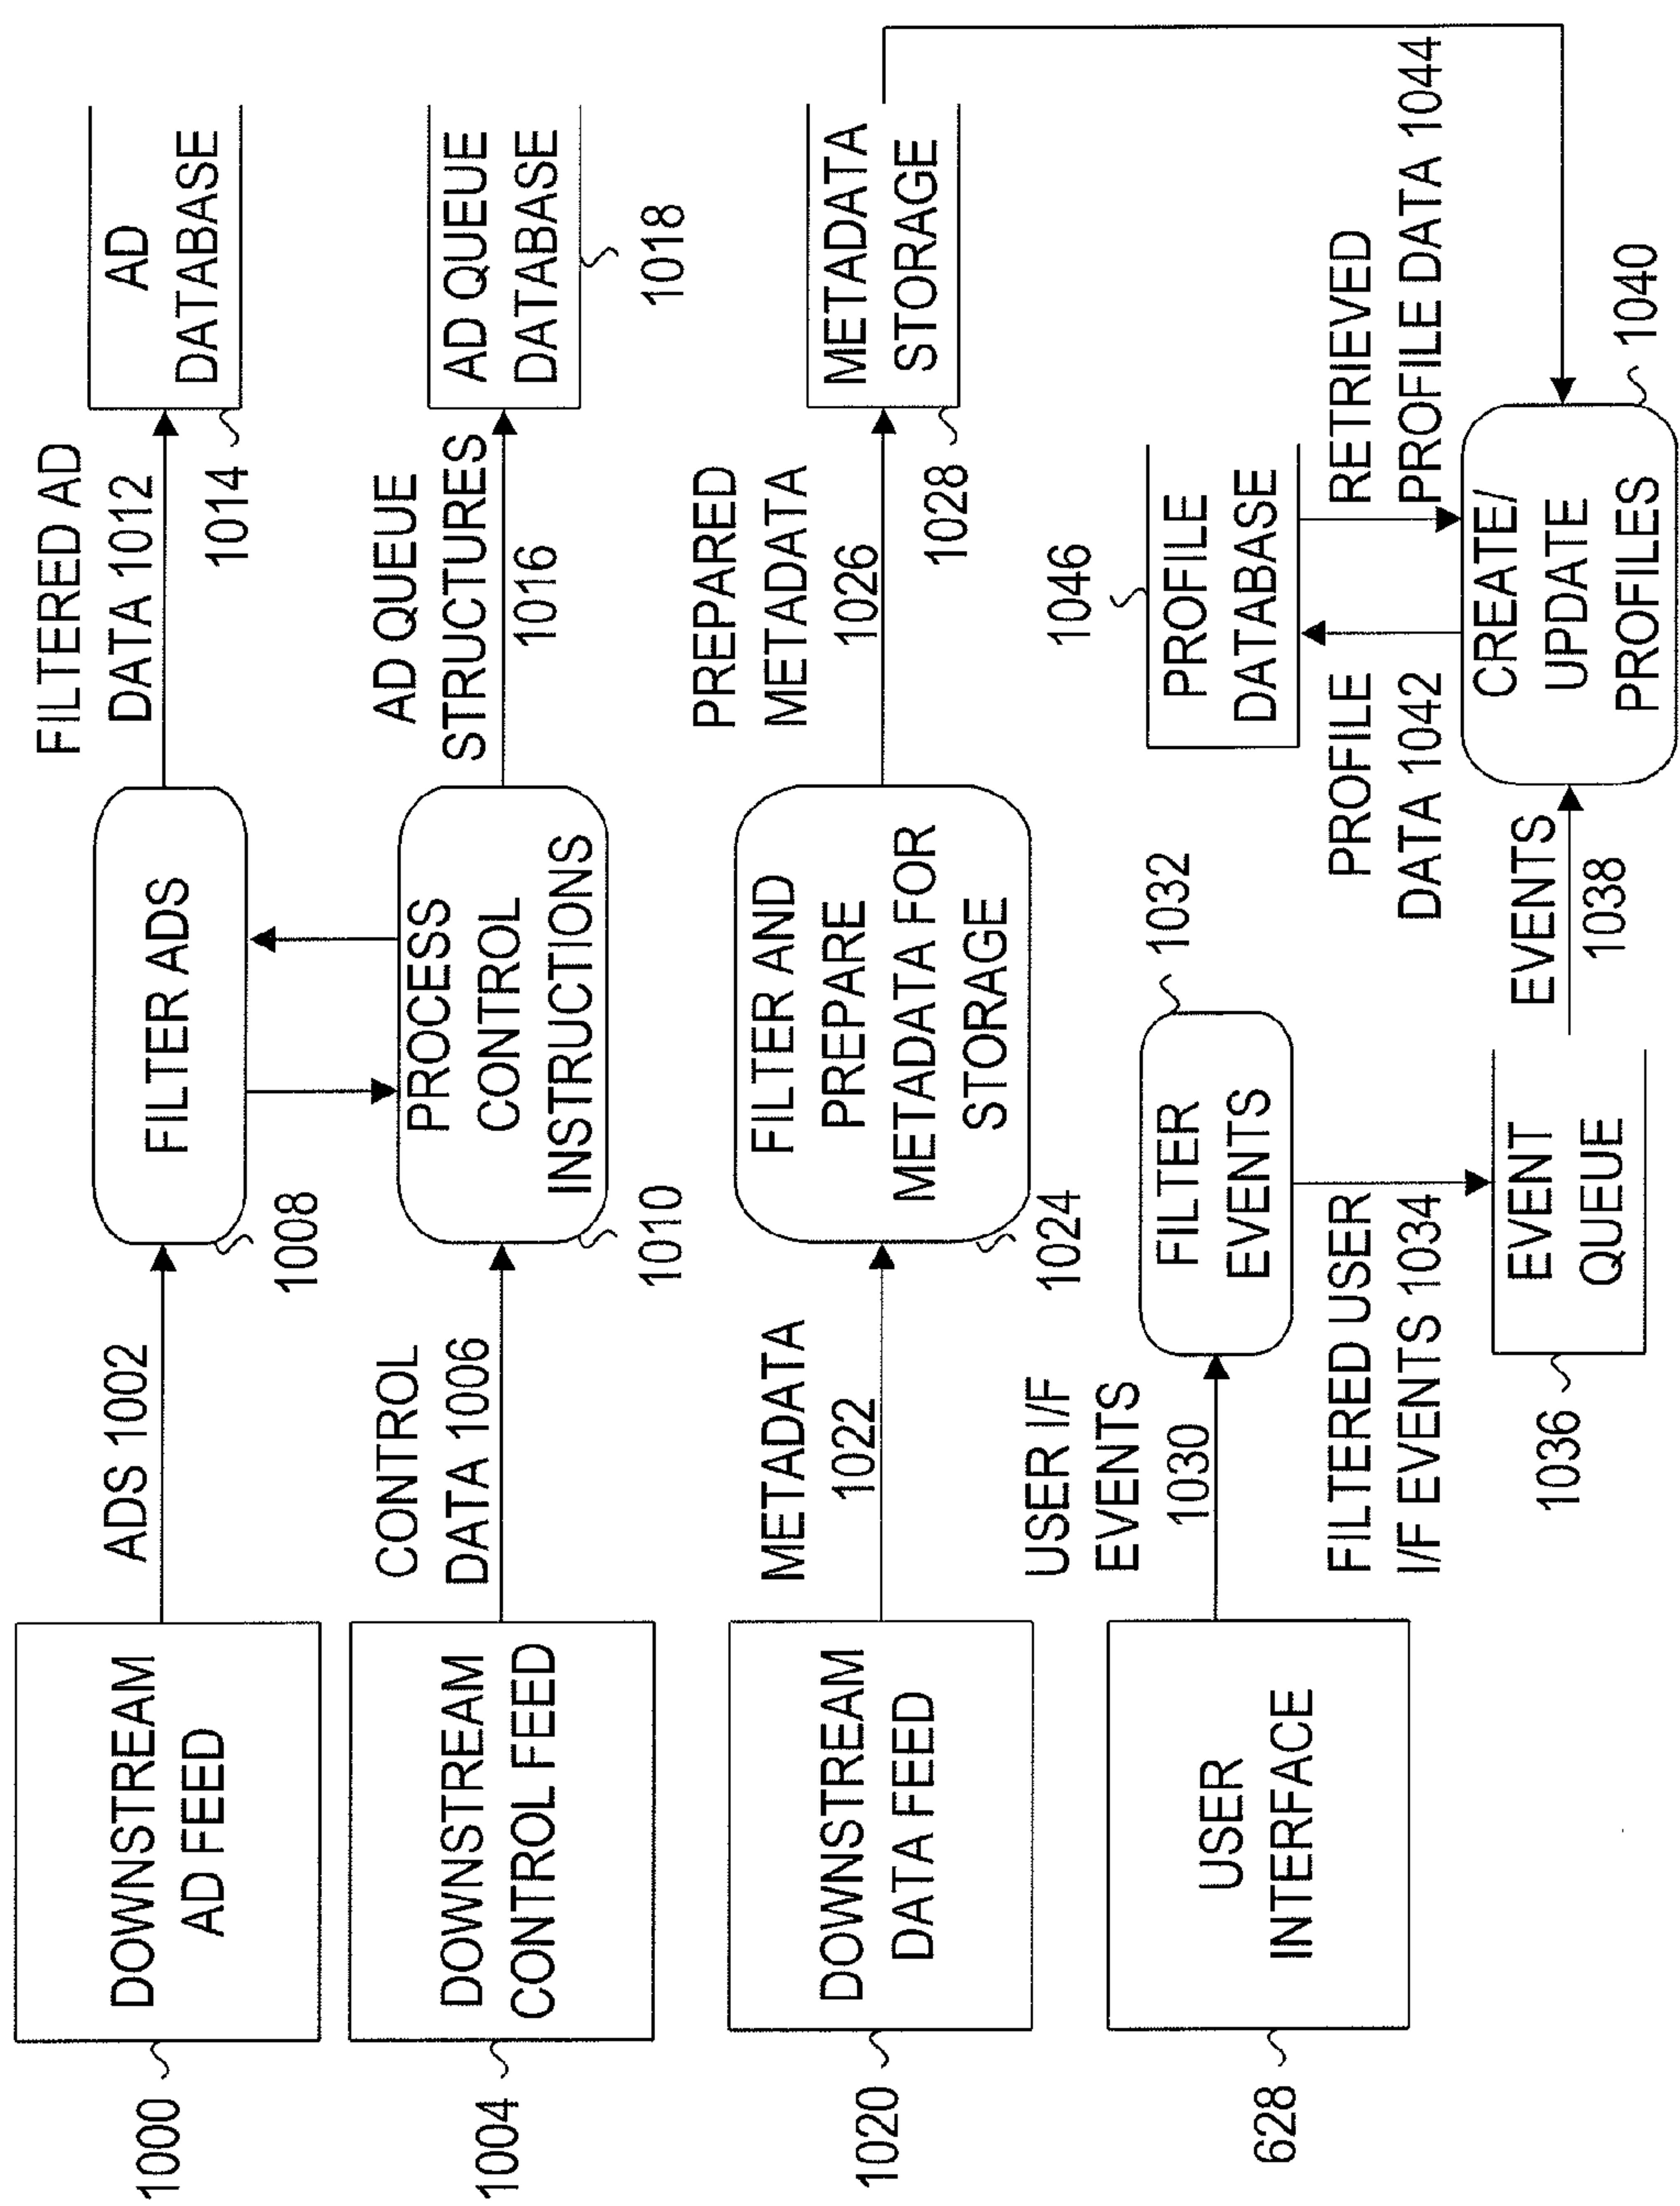 DOWNSTREAM
AD FEED
1000
ADS 1002
FILTER ADS
1008
FILTERED AD
DATA 1012
AD
DATABASE
1014
DOWNSTREAM
CONTROL FEED
1004
CONTROL
DATA 1006
PROCESS
CONTROL
INSTRUCTIONS
1010
AD QUEUE
STRUCTURES
1016
AD QUEUE
DATABASE
1018
DOWNSTREAM
DATA FEED
1020
METADATA
1022
FILTER AND
PREPARE
METADATA FOR
STORAGE
1024
PREPARED
METADATA
1026
METADATA
STORAGE
1028
USER
INTERFACE
628
USER I/F
EVENTS
1030
FILTER
EVENTS
1032
FILTERED USER
I/F EVENTS 1034
EVENT
QUEUE
1036
EVENTS
1038
1046
PROFILE
DATABASE
PROFILE
DATA 1042
RETRIEVED
PROFILE DATA 1044
CREATE/
UPDATE
PROFILES
1040